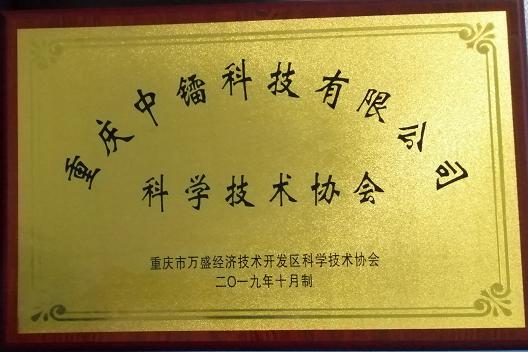 重庆中镭科技有限公司
科学技术协会
重庆市万盛经济技术开发区科学技术协会
二〇一九年十月制